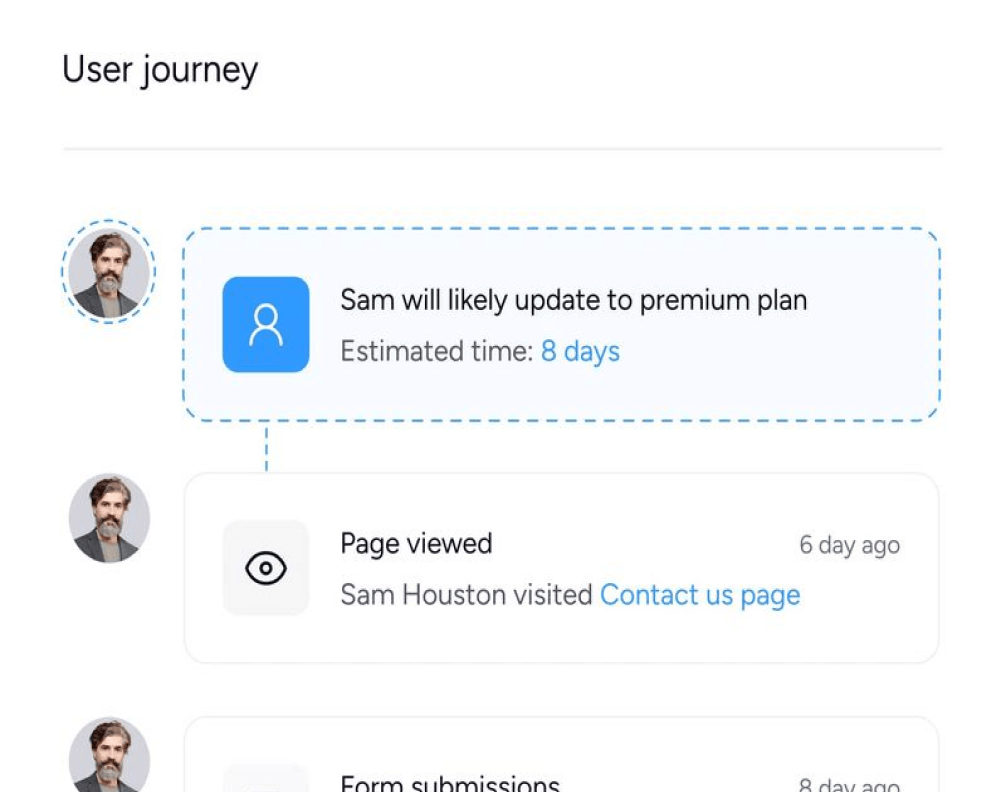 User journey
Sam will likely update to premium plan
Estimated time: 8 days
Page viewed
6 day ago
Sam Houston visited Contact us page
Form submissions
8 day ago